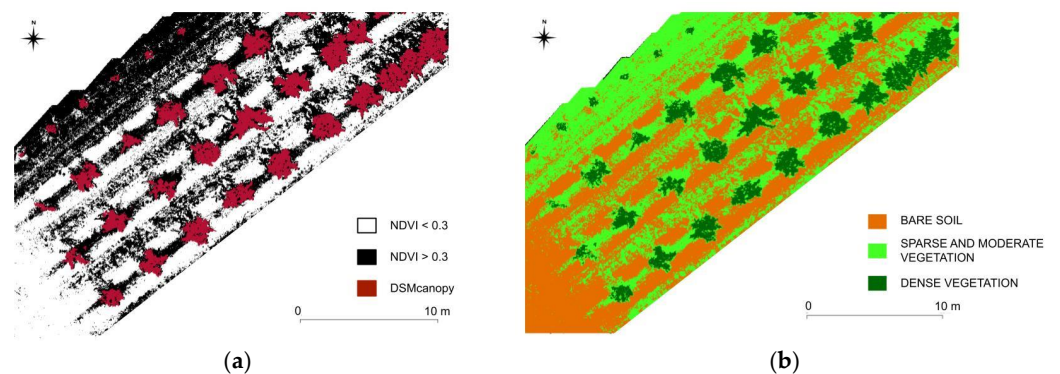 N
NDVI < 0.3
NDVI > 0.3
DSMcanopy
0 10 m
(a)
N
BARE SOIL
SPARSE AND MODERATE
VEGETATION
DENSE VEGETATION
0 10 m
(b)